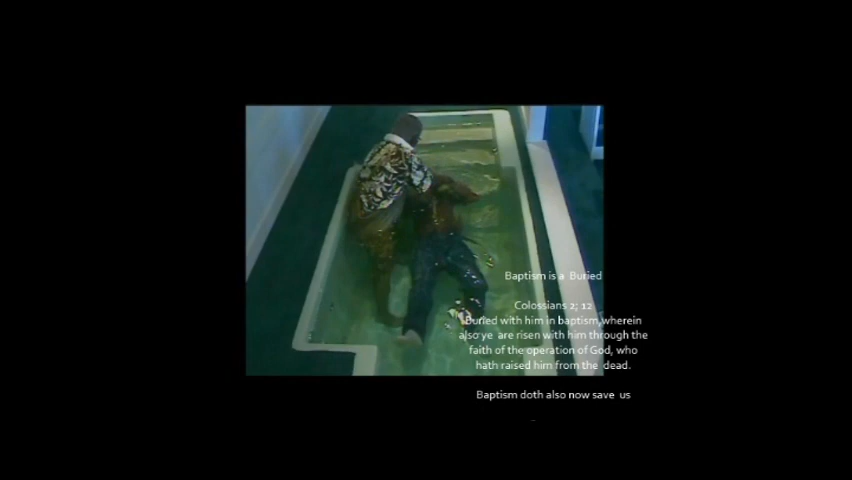 Baptism is a Buried
Colossians 2; 12
Buried with him in baptism,wherein
also ye are risen with him through the
faith of the operation of God, who
hath raised him from the dead.
Baptism doth also now save us